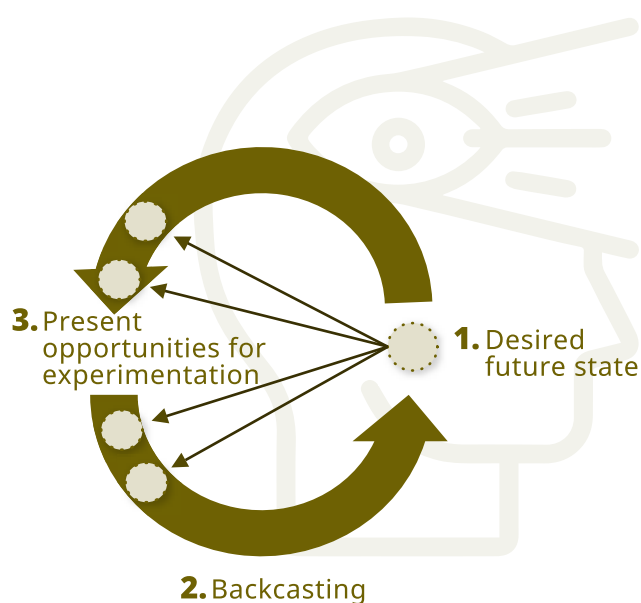 1. Desired
future state
2. Backcasting
3. Present
opportunities for
experimentation